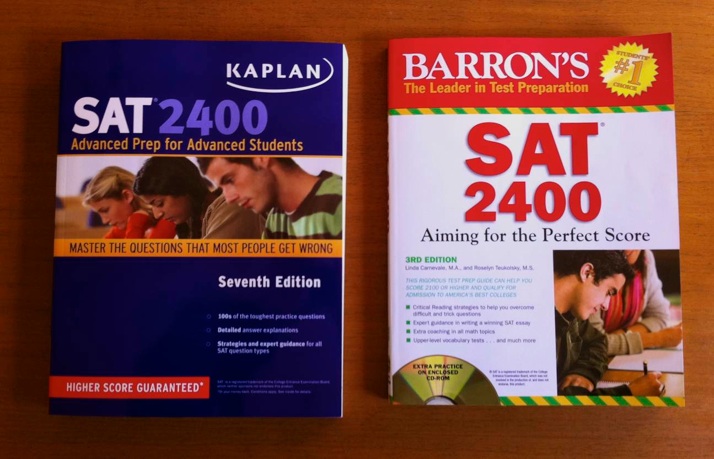 KAPLAN
SAT® 2400
Advanced Prep for Advanced Students
MASTER THE QUESTIONS THAT MOST PEOPLE GET WRONG
Seventh Edition
100s of the toughest practice questions
Detailed answer explanations
Strategies and expert guidance for all
SAT question types
HIGHER SCORE GUARANTEED*
BARRON'S
The Leader in Test Preparation
STUDENTS'
#1
CHOICE
SAT®
2400
Aiming for the Perfect Score
3RD EDITION
Linda Carnevale, M.A., and Roselyn Teukolsky, M.S.
THIS RIGOROUS TEST PREP GUIDE CAN HELP YOU
SCORE 2100 OR HIGHER AND QUALIFY FOR
ADMISSION TO AMERICA'S BEST COLLEGES
Critical Reading strategies to help you overcome
difficult and trick questions
Expert guidance in writing a winning SAT essay
Extra coaching in all math topics
Upper-level vocabulary tests . . . and much more
EXTRA PRACTICE
ON ENCLOSED
CD-ROM